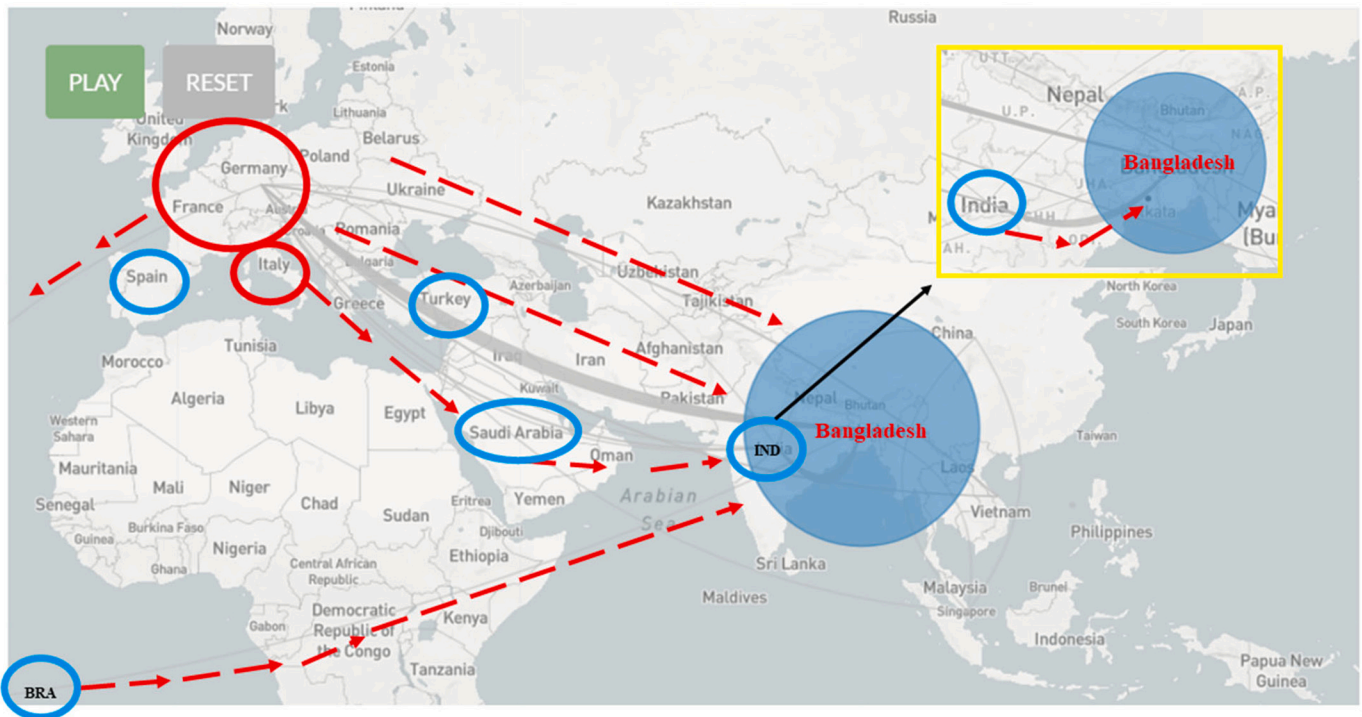 Norway
Russia
PLAY
RESET
Estonia
Lithuania
United
Kingdom
Belarus
Poland
Germany
Ukraine
France
Romania
Kazakhstan
Italy
Spain
Uzbekistan
Azerbaijan
Turkey
Greece
Tajikistan
Tunisia
Morocco
Iraq
Iran
Afghanistan
China
North Korea
South Korea
Japan
Kuwait
Pakistan
Nepal
Bhutan
Algeria
Libya
Egypt
Western
Sahara
Saudi Arabia
Bangladesh
IND
Taiwan
Oman
Mauritania
Mali
Niger
Chad
Sudan
Eritrea
Yemen
Arabian
Sea
Laos
Vietnam
Philippines
Senegal
Burkina Faso
Guinea
Nigeria
Djibouti
Ethiopia
Ghana
Central African
Republic
Sri Lanka
Maldives
Malaysia
Brunei
Singapore
Gabon
Democratic
Republic of
the Congo
Kenya
Indonesia
Tanzania
Papua New
Guinea
BRA
UTT
Nepal
A.P.
U.P.
Bhutan
Bangladesh
India
Mya
(Bu